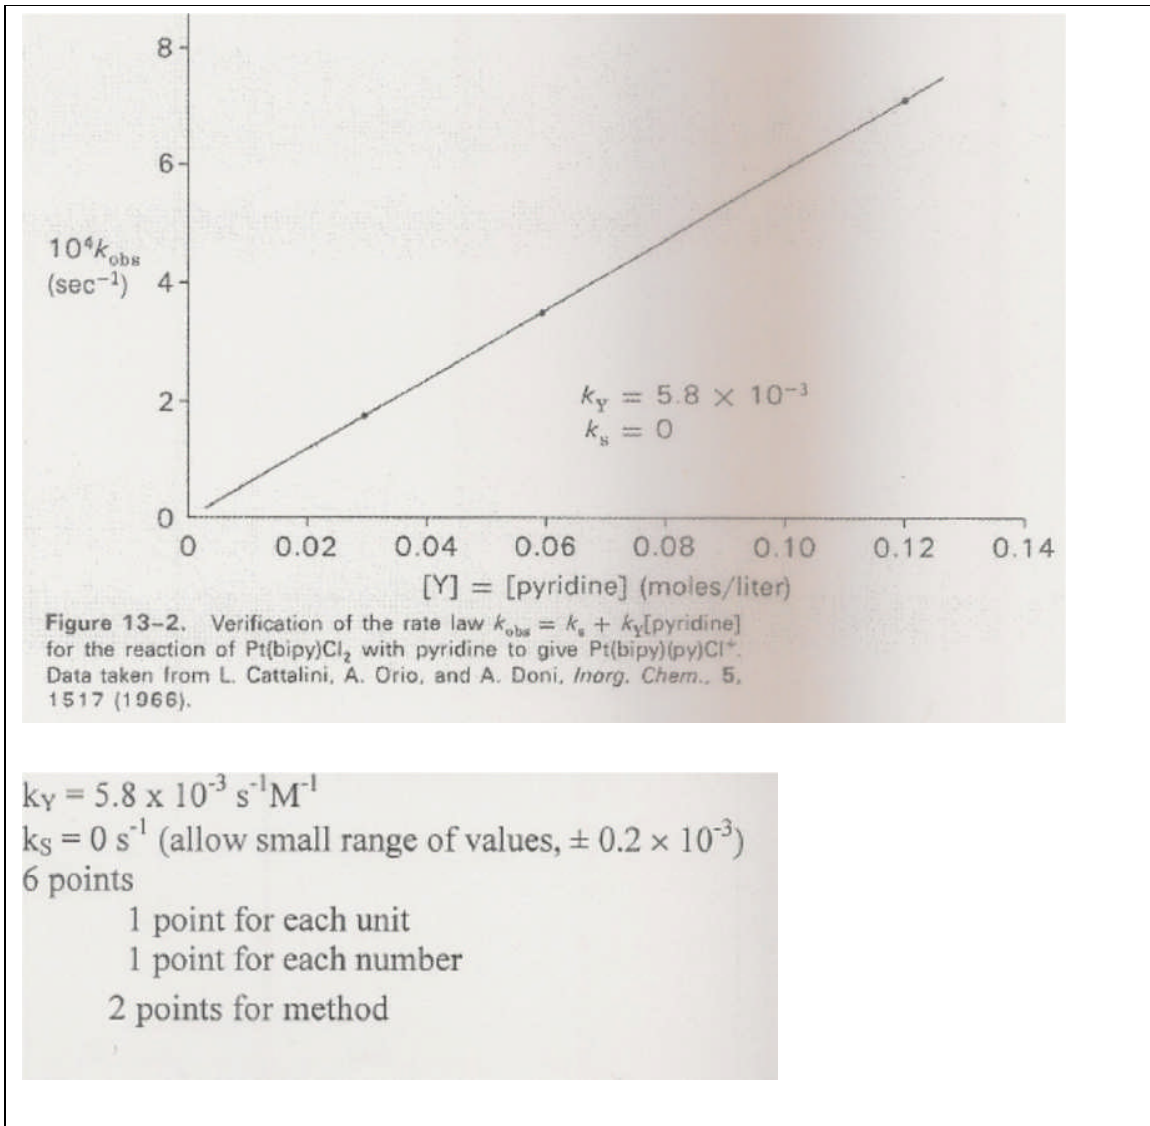 8
6
10⁴k_obs
(sec⁻¹) 4
2
k_Y = 5.8 × 10⁻³
k_s = 0
0
0 0.02 0.04 0.06 0.08 0.10 0.12 0.14
[Y] = [pyridine] (moles/liter)
Figure 13–2. Verification of the rate law k_obs = k_s + k_Y[pyridine]
for the reaction of Pt(bipy)Cl₂ with pyridine to give Pt(bipy)(py)Cl⁺.
Data taken from L. Cattalini, A. Orio, and A. Doni, Inorg. Chem., 5,
1517 (1966).
k_Y = 5.8 x 10⁻³ s⁻¹M⁻¹
k_S = 0 s⁻¹ (allow small range of values, ± 0.2 × 10⁻³)
6 points
1 point for each unit
1 point for each number
2 points for method